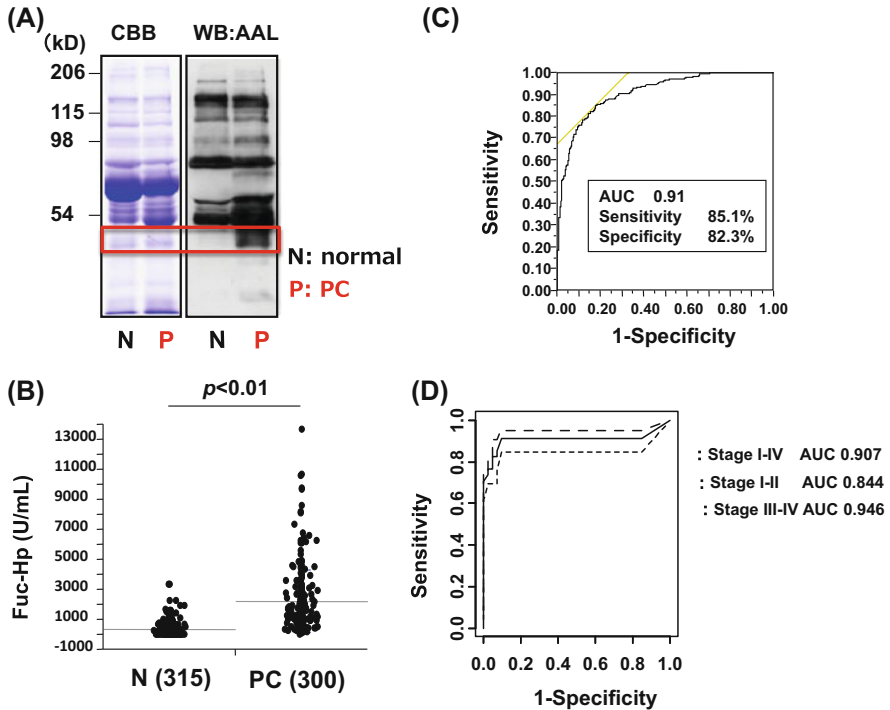 (A)
(kD)
CBB
WB:AAL
206
115
98
54
N: normal
P: PC
N P N P
(B)
p<0.01
Fuc-Hp (U/mL)
13000
11000
9000
7000
5000
3000
1000
-1000
N (315)
PC (300)
(C)
Sensitivity
1.00
0.90
0.80
0.70
0.60
0.50
0.40
0.30
0.20
0.10
0.00
AUC 0.91
Sensitivity 85.1%
Specificity 82.3%
0.00 0.20 0.40 0.60 0.80 1.00
1-Specificity
(D)
Sensitivity
1.0
0.8
0.6
0.4
0.2
0.0
0.0 0.2 0.4 0.6 0.8 1.0
1-Specificity
: Stage I-IV AUC 0.907
: Stage I-II AUC 0.844
: Stage III-IV AUC 0.946